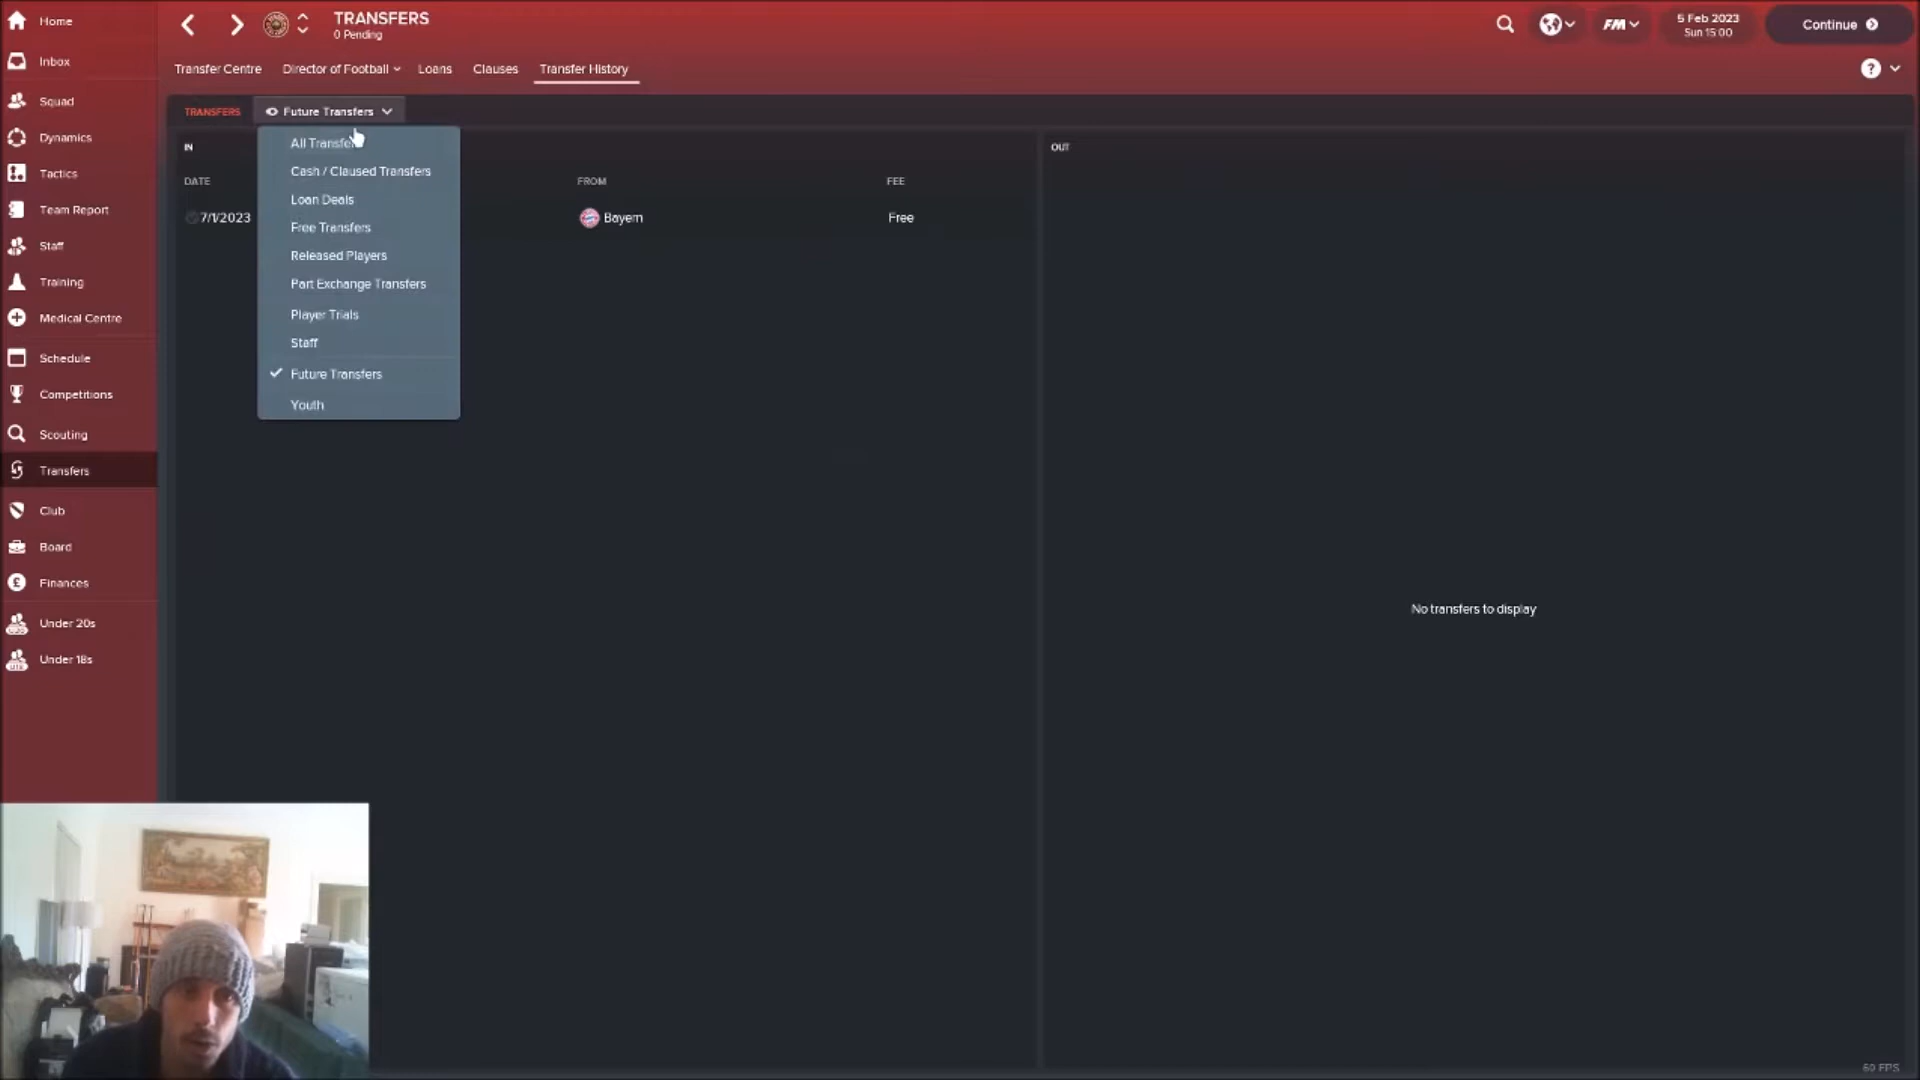 Home
Inbox
Squad
Dynamics
Tactics
Team Report
Staff
Training
Medical Centre
Schedule
Competitions
Scouting
Transfers
Club
Board
Finances
Under 20s
Under 18s
TRANSFERS
0 Pending
FM
5 Feb 2023
Sun 15:00
Continue
Transfer Centre
Director of Football
Loans
Clauses
Transfer History
?
TRANSFERS
Future Transfers
All Transfers
Cash / Claused Transfers
Loan Deals
Free Transfers
Released Players
Part Exchange Transfers
Player Trials
Staff
Future Transfers
Youth
IN
DATE
FROM
FEE
7/1/2023
Bayern
Free
OUT
No transfers to display
60 FPS